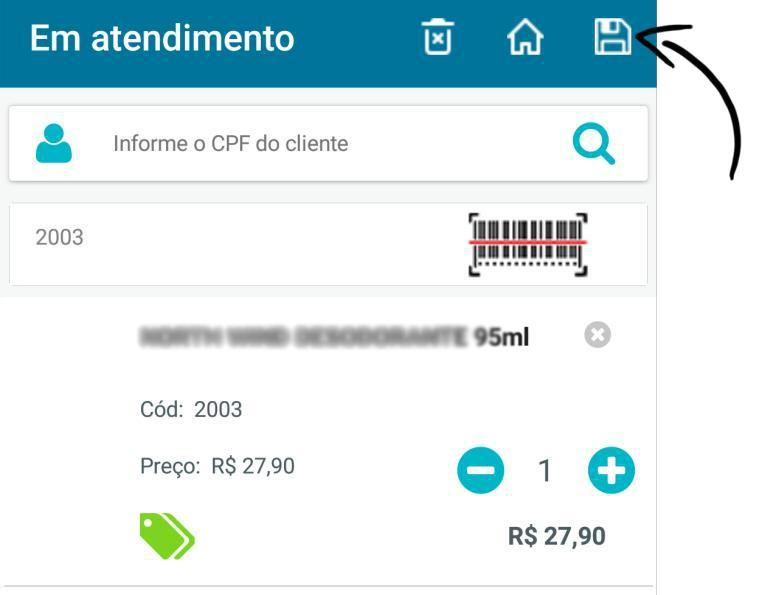 Em atendimento
Informe o CPF do cliente
2003
95ml
Cód: 2003
Preço: R$ 27,90
1
R$ 27,90